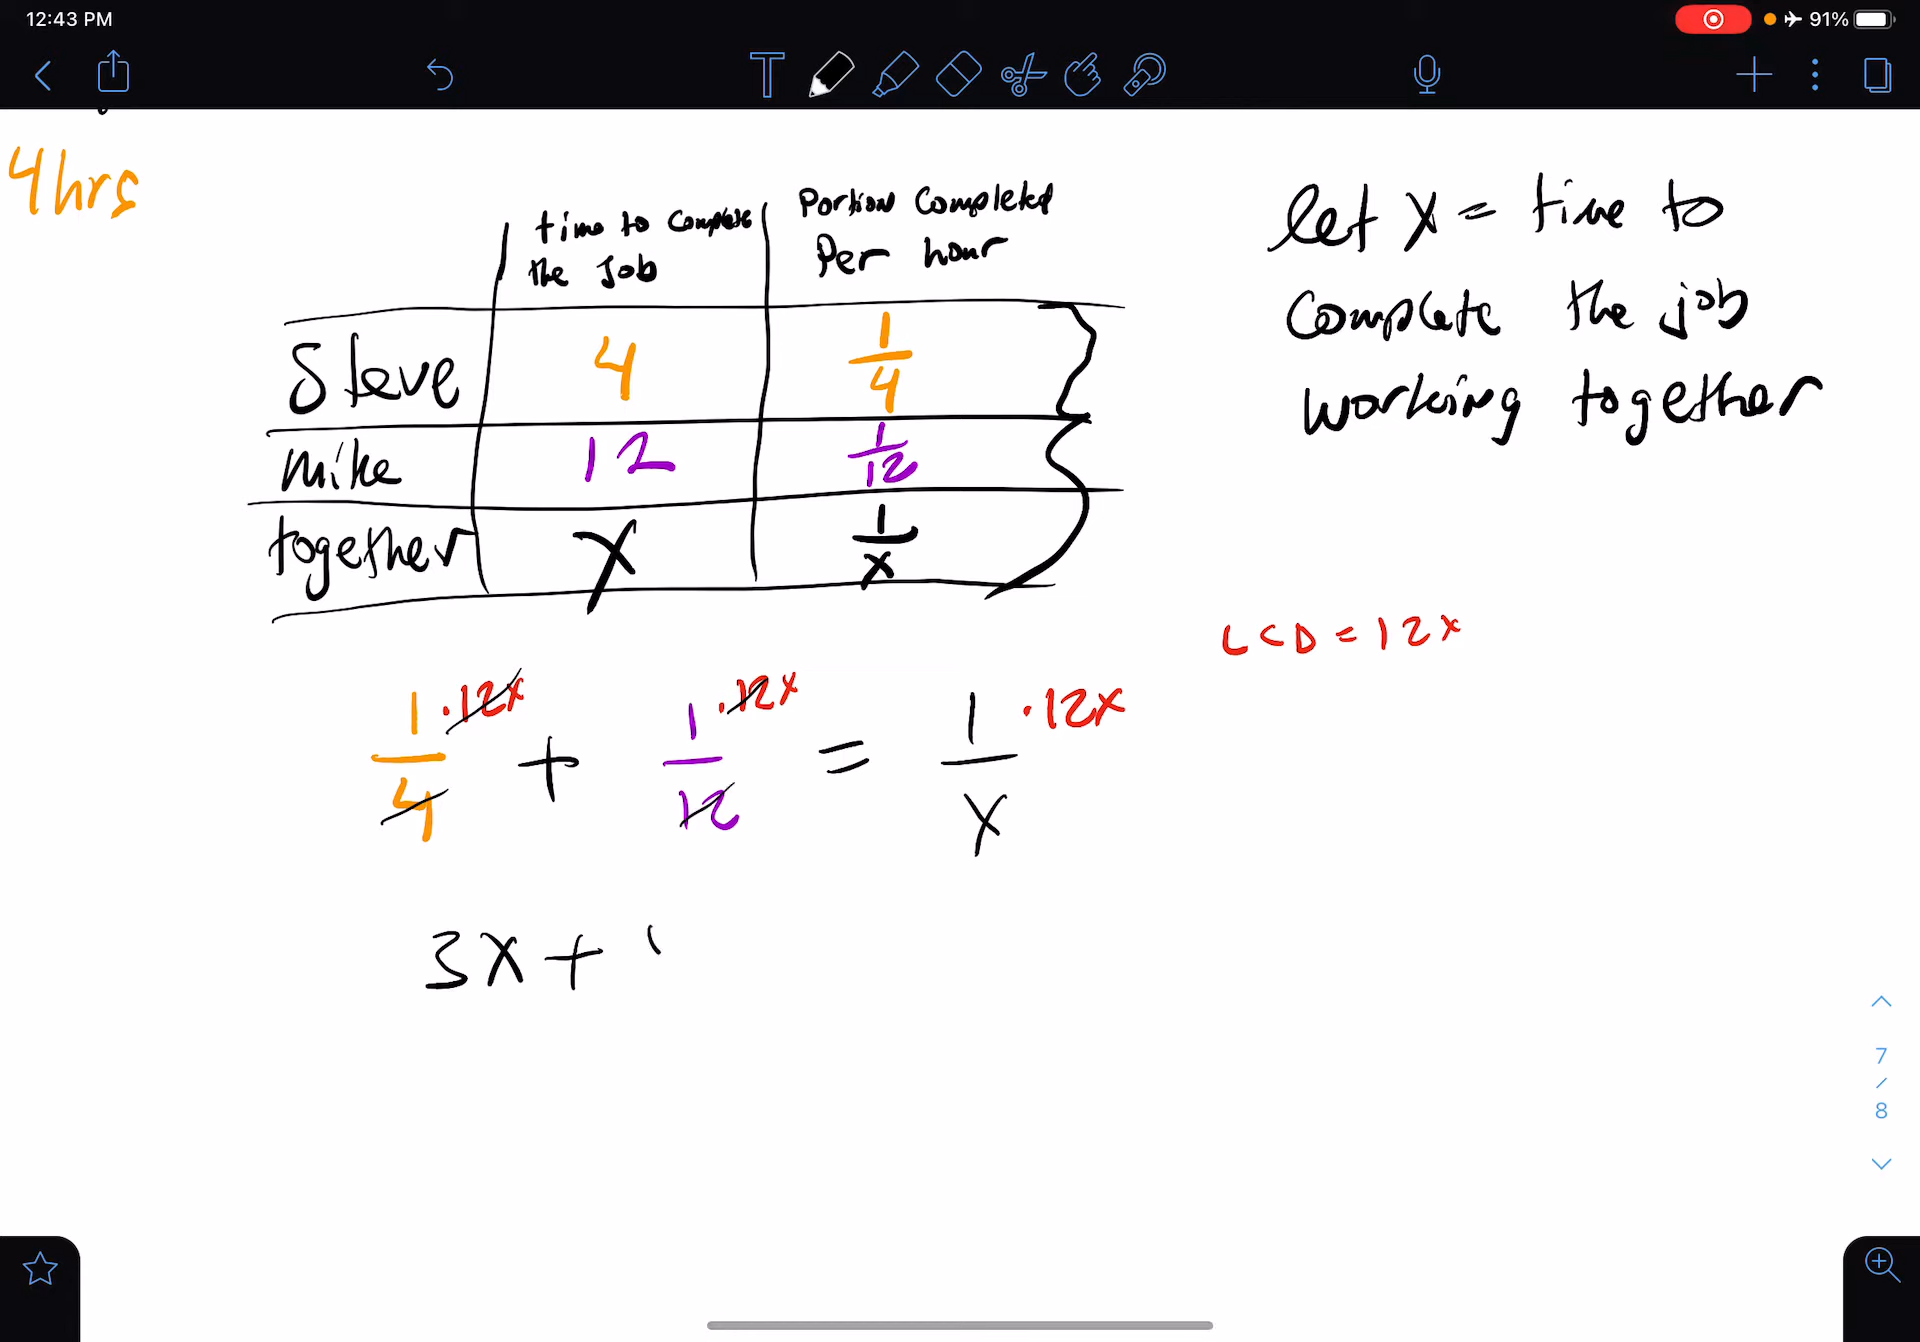 12:43 PM
91%
4hrs
time to complete the Job
Portion Completed Per hour
Steve 4 1/4
mike 12 1/12
together x 1/x
let x = time to
complete the job
working together
LCD = 12x
1/4 · 12x + 1/12 · 12x = 1/x · 12x
3x +
7
/
8